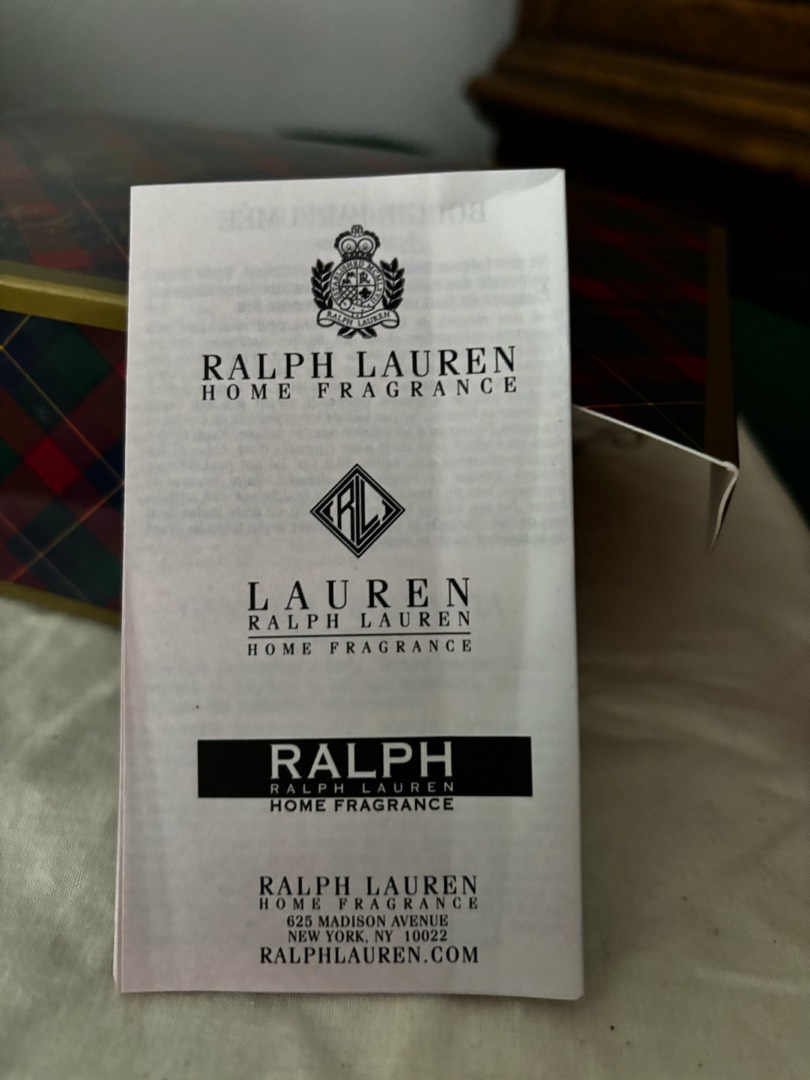 RALPH LAUREN
RALPH LAUREN
HOME FRAGRANCE
RL
LAUREN
RALPH LAUREN
HOME FRAGRANCE
RALPH
RALPH LAUREN
HOME FRAGRANCE
RALPH LAUREN
HOME FRAGRANCE
625 MADISON AVENUE
NEW YORK, NY 10022
RALPHLAUREN.COM